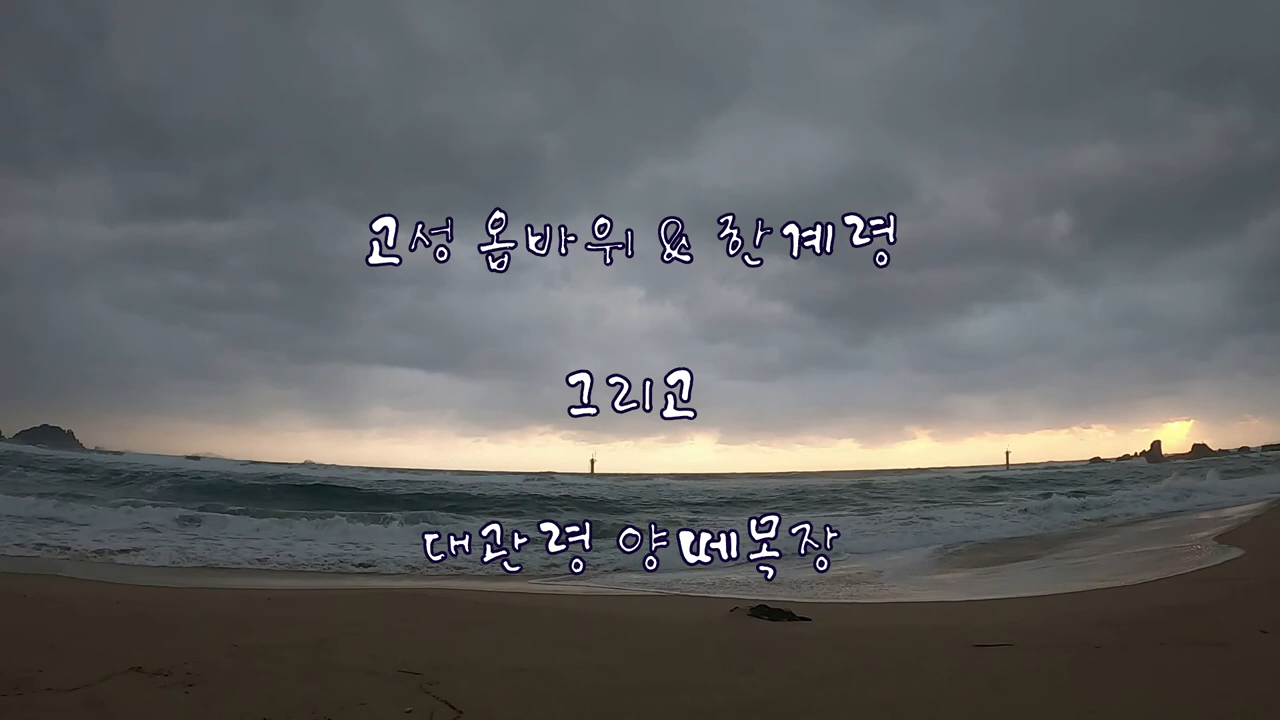 고성 옵바위 & 한계령
그리고
대관령 양떼목장